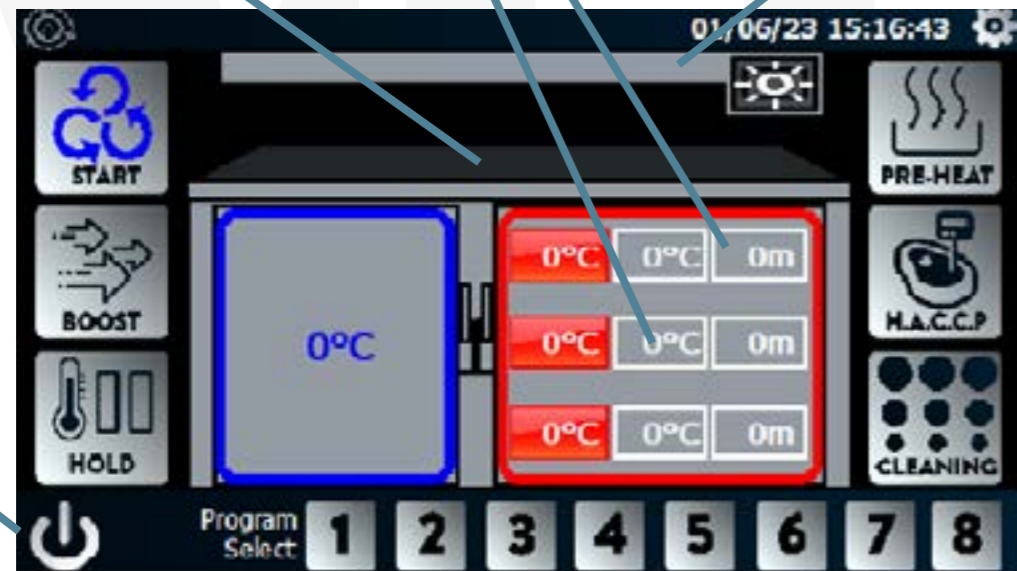 01/06/23 15:16:43
START
PRE-HEAT
BOOST
H.A.C.C.P
HOLD
CLEANING
0°C
0°C 0°C 0m
0°C 0°C 0m
0°C 0°C 0m
Program
Select
1 2 3 4 5 6 7 8